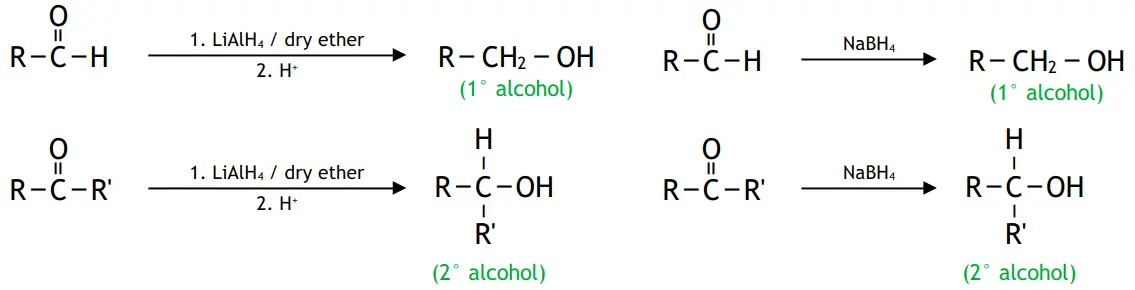 O
R–C–H
1. LiAlH₄ / dry ether
2. H⁺
R–CH₂–OH
(1° alcohol)
O
R–C–H
NaBH₄
R–CH₂–OH
(1° alcohol)
O
R–C–R'
1. LiAlH₄ / dry ether
2. H⁺
H
R–C–OH
R'
(2° alcohol)
O
R–C–R'
NaBH₄
H
R–C–OH
R'
(2° alcohol)